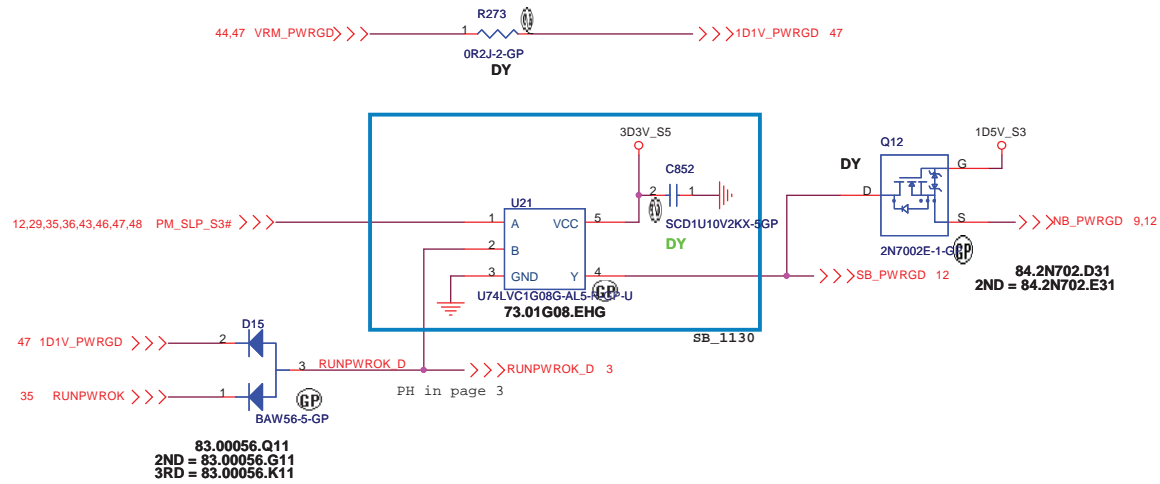 R273
44,47 VRM_PWRGD
1
1D1V_PWRGD 47
0R2J-2-GP
DY
3D3V_S5
1D5V_S3
Q12
DY
G
D
S
NB_PWRGD 9,12
2N7002E-1-GP
GP
84.2N702.D31
2ND = 84.2N702.E31
C852
2
1
SCD1U10V2KX-5GP
DY
12,29,35,36,43,46,47,48 PM_SLP_S3#
U21
1 A VCC 5
2 B
3 GND Y 4
U74LVC1G08G-AL5-R-GP-U
GP
73.01G08.EHG
SB_PWRGD 12
SB_1130
D15
47 1D1V_PWRGD
2
3
RUNPWROK_D
RUNPWROK_D 3
PH in page 3
35 RUNPWROK
1
GP
BAW56-5-GP
83.00056.Q11
2ND = 83.00056.G11
3RD = 83.00056.K11